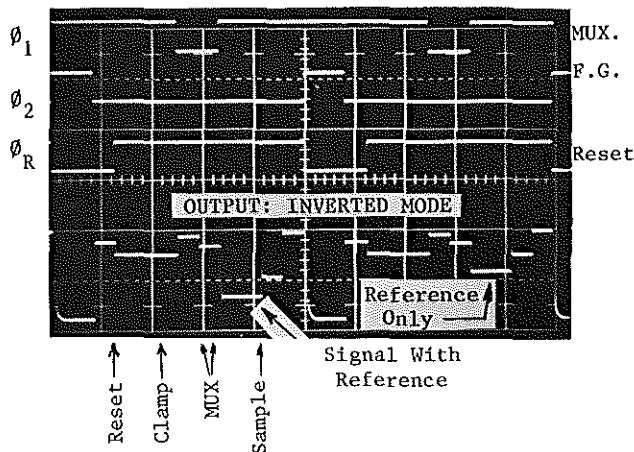 Ø1
MUX.
F.G.
Ø2
ØR
Reset
OUTPUT: INVERTED MODE
Reference
Only
Signal With
Reference
Reset
Clamp
MUX
Sample